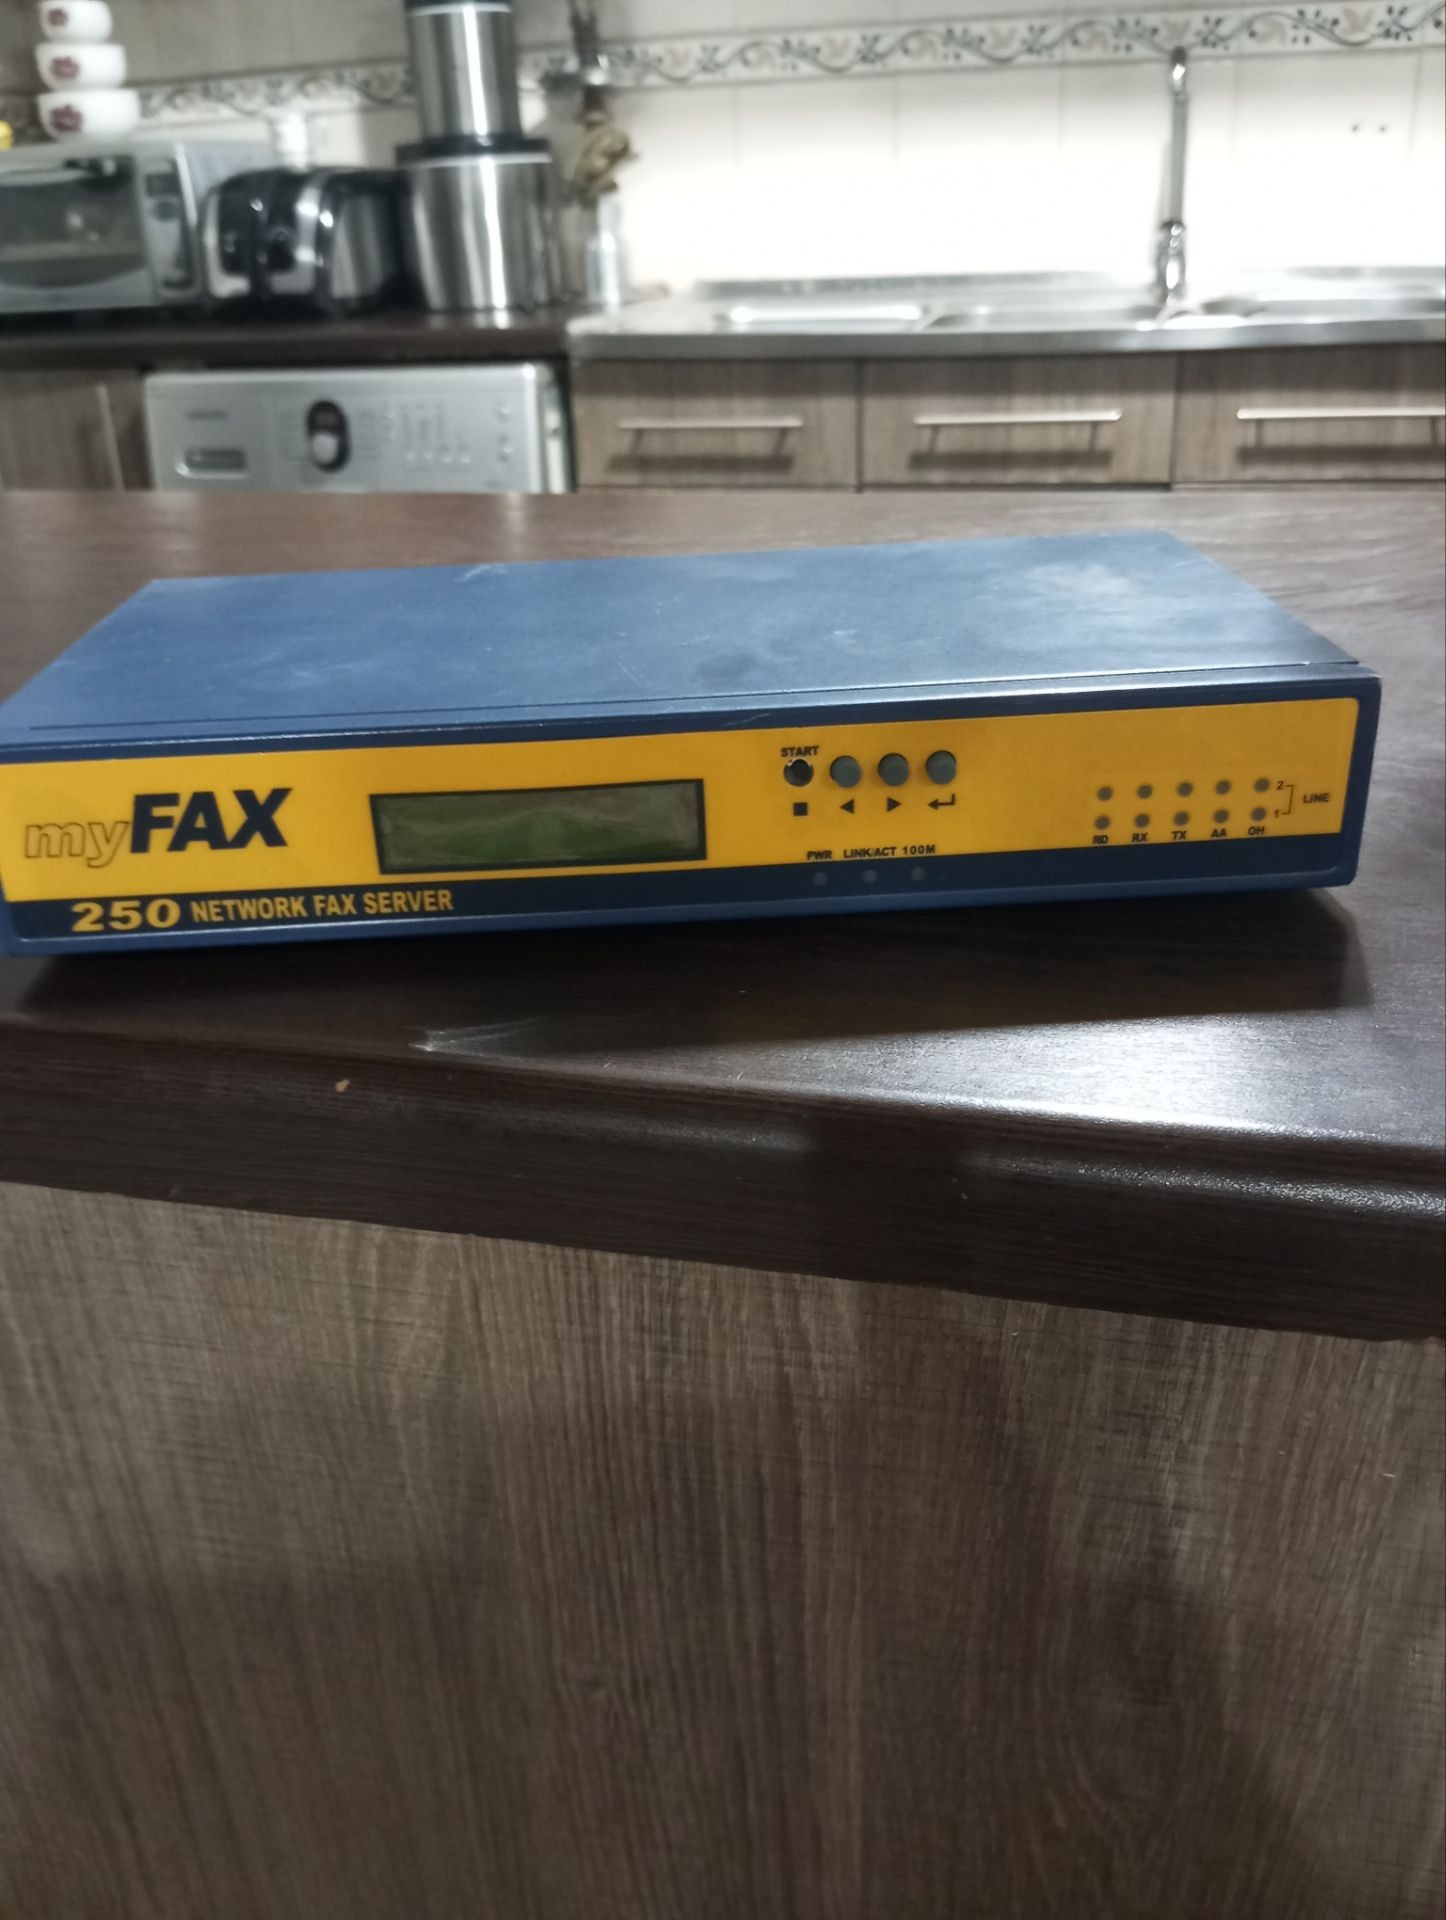 myFAX
250 NETWORK FAX SERVER
START
PWR LINK/ACT 100M
2
1
LINE
RD RX TX AA OH